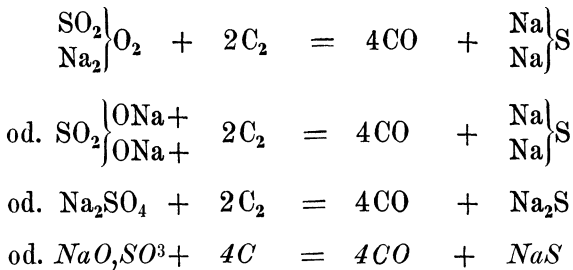 SO₂}O₂ + 2C₂ = 4CO + Na}S
Na₂ Na
od. SO₂}ONa+ 2C₂ = 4CO + Na}S
ONa+ Na
od. Na₂SO₄ + 2C₂ = 4CO + Na₂S
od. NaO,SO³+ 4C = 4CO + NaS